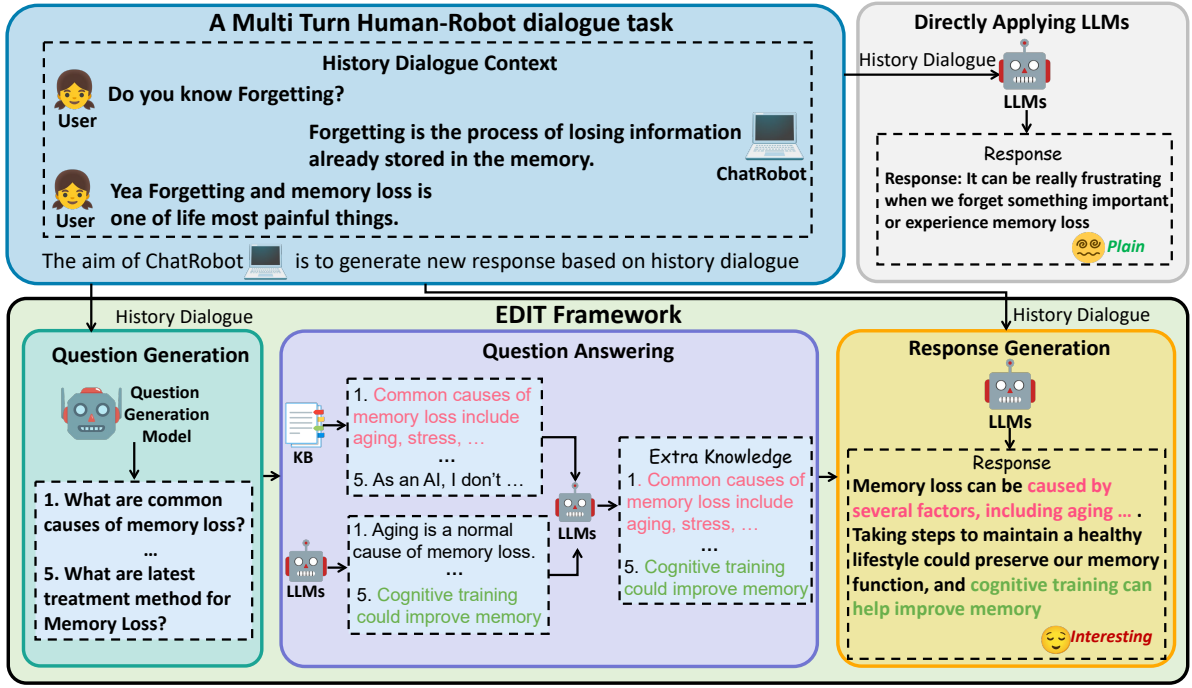 A Multi Turn Human-Robot dialogue task
History Dialogue Context
Do you know Forgetting?
User
Forgetting is the process of losing information
already stored in the memory.
ChatRobot
Yea Forgetting and memory loss is
one of life most painful things.
User
The aim of ChatRobot is to generate new response based on history dialogue
Directly Applying LLMs
History Dialogue
LLMs
Response
Response: It can be really frustrating
when we forget something important
or experience memory loss
Plain
EDIT Framework
History Dialogue
Question Generation
Question
Generation
Model
1. What are common
causes of memory loss?
...
5. What are latest
treatment method for
Memory Loss?
Question Answering
KB
1. Common causes of
memory loss include
aging, stress, …
...
5. As an AI, I don’t …
LLMs
1. Aging is a normal
cause of memory loss.
...
5. Cognitive training
could improve memory
LLMs
Extra Knowledge
1. Common causes of
memory loss include
aging, stress, …
...
5. Cognitive training
could improve memory
History Dialogue
Response Generation
LLMs
Response
Memory loss can be caused by
several factors, including aging … .
Taking steps to maintain a healthy
lifestyle could preserve our memory
function, and cognitive training can
help improve memory
Interesting